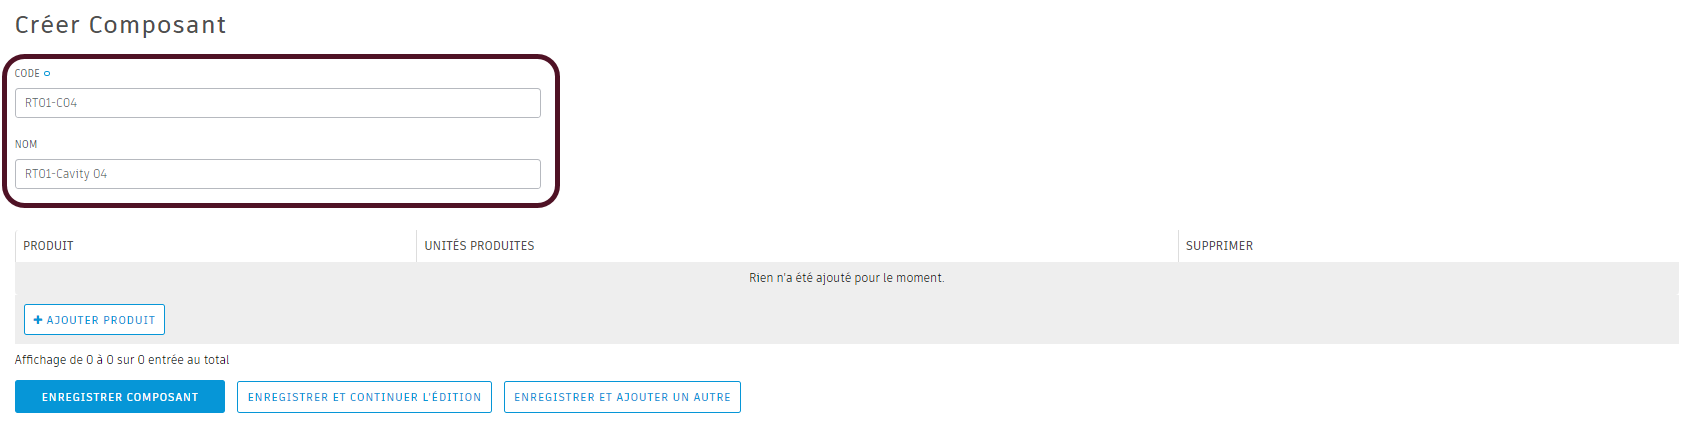 Créer Composant
CODE
RT01-C04
NOM
RT01-Cavity 04
PRODUIT UNITÉS PRODUITES SUPPRIMER
Rien n'a été ajouté pour le moment.
+ AJOUTER PRODUIT
Affichage de 0 à 0 sur 0 entrée au total
ENREGISTRER COMPOSANT ENREGISTRER ET CONTINUER L'ÉDITION ENREGISTRER ET AJOUTER UN AUTRE